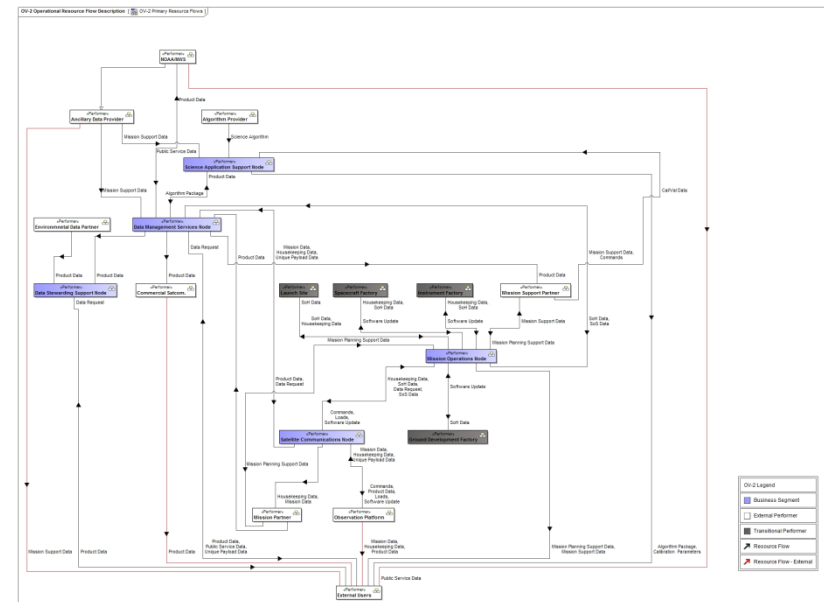 OV-2 Operational Resource Flow Description [ OV-2 Primary Resource Flows ]
«Performer»
NOAA/NWS
Product Data
«Performer»
Ancillary Data Provider
«Performer»
Algorithm Provider
Mission Support Data
Science Algorithm
Public Service Data
«Performer»
Science Application Support Node
Product Data
Cal/Val Data
Mission Support Data
Algorithm Package
«Performer»
Environmental Data Partner
«Performer»
Data Management Services Node
Data Request
Product Data
Mission Data,
Housekeeping Data,
Unique Payload Data
Mission Support Data,
Commands
Product Data
Product Data
Product Data
«Performer»
Data Stewarding Support Node
«Performer»
Commercial Satcom.
«Performer»
Launch Site
«Performer»
Spacecraft Factory
«Performer»
Instrument Factory
«Performer»
Mission Support Partner
Data Request
SoH Data
Housekeeping Data,
SoH Data
Housekeeping Data,
SoH Data
SoH Data,
Housekeeping Data
Software Update
Software Update
Mission Support Data
SoH Data,
SoS Data
Mission Planning Support Data
Mission Planning Support Data
«Performer»
Mission Operations Node
Product Data,
Data Request
Housekeeping Data,
SoH Data,
Data Request,
SoS Data
Software Update
Commands,
Loads,
Software Update
SoH Data
«Performer»
Satellite Communications Node
«Performer»
Ground Development Factory
Mission Data,
Housekeeping Data,
Unique Payload Data
Mission Planning Support Data
Housekeeping Data,
Mission Data
Commands,
Product Data,
Loads,
Software Update
«Performer»
Mission Partner
«Performer»
Observation Platform
Mission Support Data
Product Data
Product Data
Product Data,
Public Service Data,
Unique Payload Data
Mission Data,
Housekeeping Data,
Product Data
Mission Planning Support Data,
Mission Support Data
Algorithm Package,
Calibration Parameters
Public Service Data
«Performer»
External Users
OV-2 Legend
Business Segment
External Performer
Transitional Performer
Resource Flow
Resource Flow - External